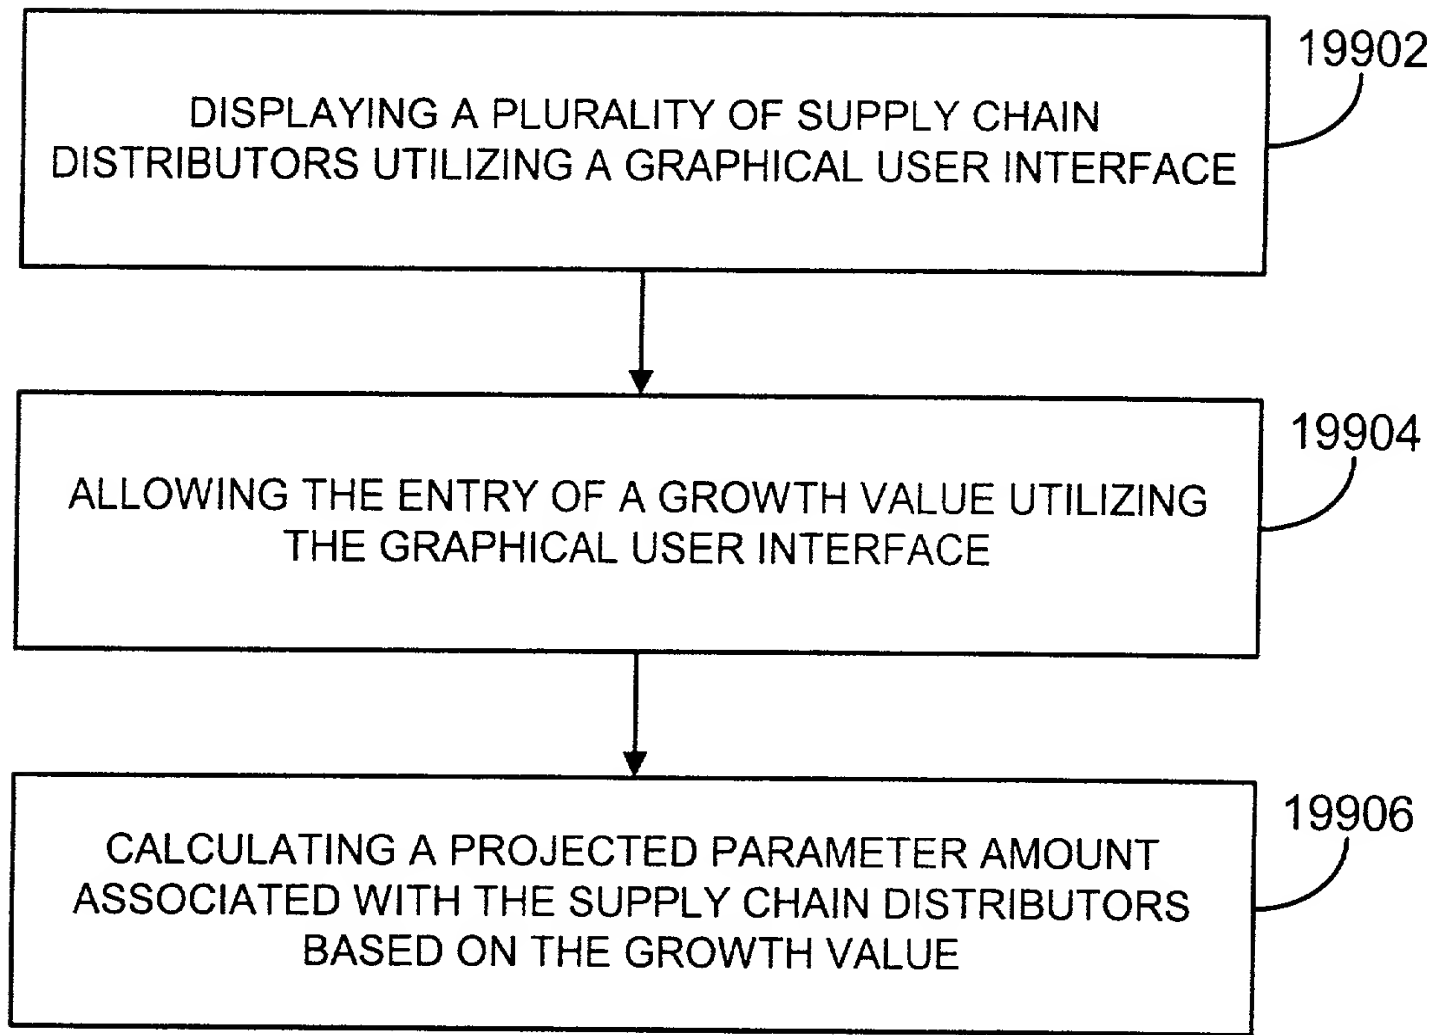 19902
DISPLAYING A PLURALITY OF SUPPLY CHAIN
DISTRIBUTORS UTILIZING A GRAPHICAL USER INTERFACE
19904
ALLOWING THE ENTRY OF A GROWTH VALUE UTILIZING
THE GRAPHICAL USER INTERFACE
19906
CALCULATING A PROJECTED PARAMETER AMOUNT
ASSOCIATED WITH THE SUPPLY CHAIN DISTRIBUTORS
BASED ON THE GROWTH VALUE